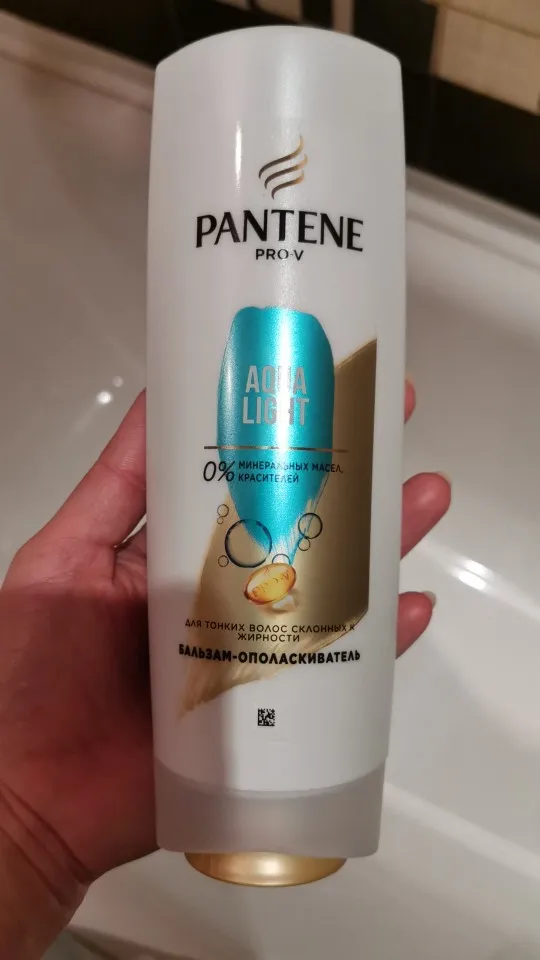 PANTENE
PRO-V
AQUA
LIGHT
0% МИНЕРАЛЬНЫХ МАСЕЛ,
КРАСИТЕЛЕЙ
ДЛЯ ТОНКИХ ВОЛОС СКЛОННЫХ К
ЖИРНОСТИ
БАЛЬЗАМ-ОПОЛАСКИВАТЕЛЬ